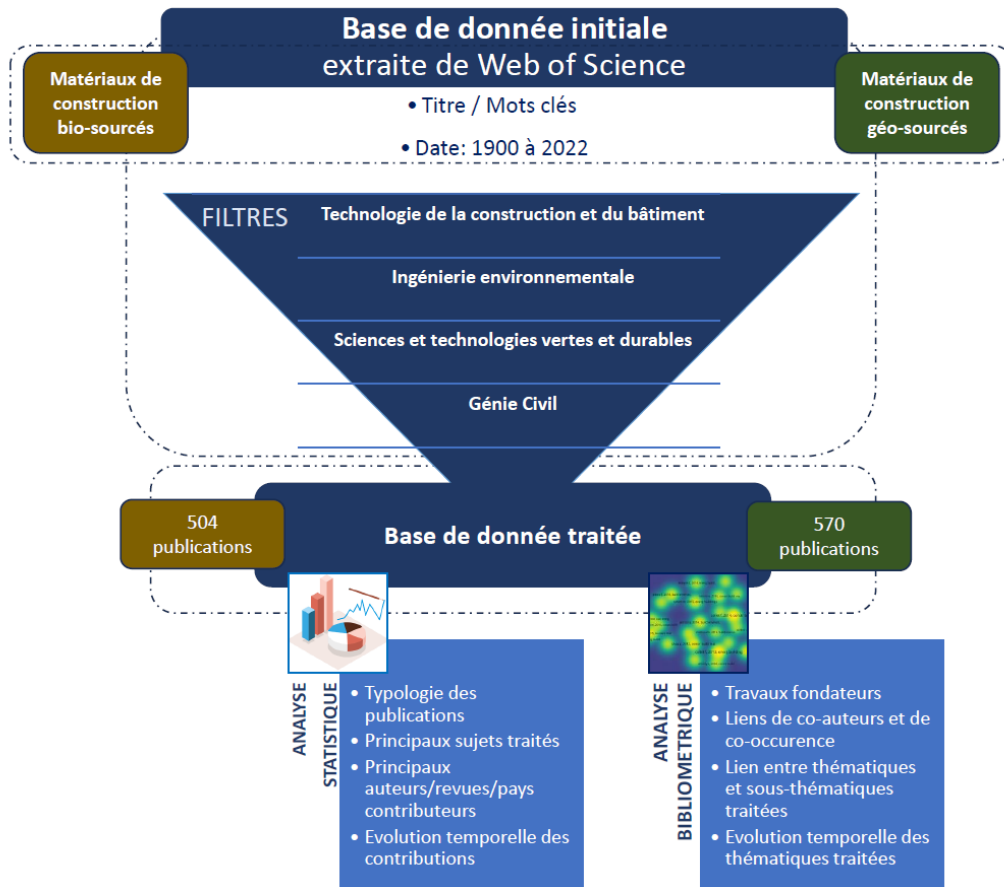 Base de donnée initiale
extraite de Web of Science
Matériaux de
construction
bio-sourcés
• Titre / Mots clés
• Date: 1900 à 2022
Matériaux de
construction
géo-sourcés
FILTRES
Technologie de la construction et du bâtiment
Ingénierie environnementale
Sciences et technologies vertes et durables
Génie Civil
504
publications
Base de donnée traitée
570
publications
ANALYSE
STATISTIQUE
• Typologie des
publications
• Principaux sujets traités
• Principaux
auteurs/revues/pays
contributeurs
• Evolution temporelle des
contributions
ANALYSE
BIBLIOMETRIQUE
• Travaux fondateurs
• Liens de co-auteurs et de
co-occurence
• Lien entre thématiques
et sous-thématiques
traitées
• Evolution temporelle des
thématiques traitées